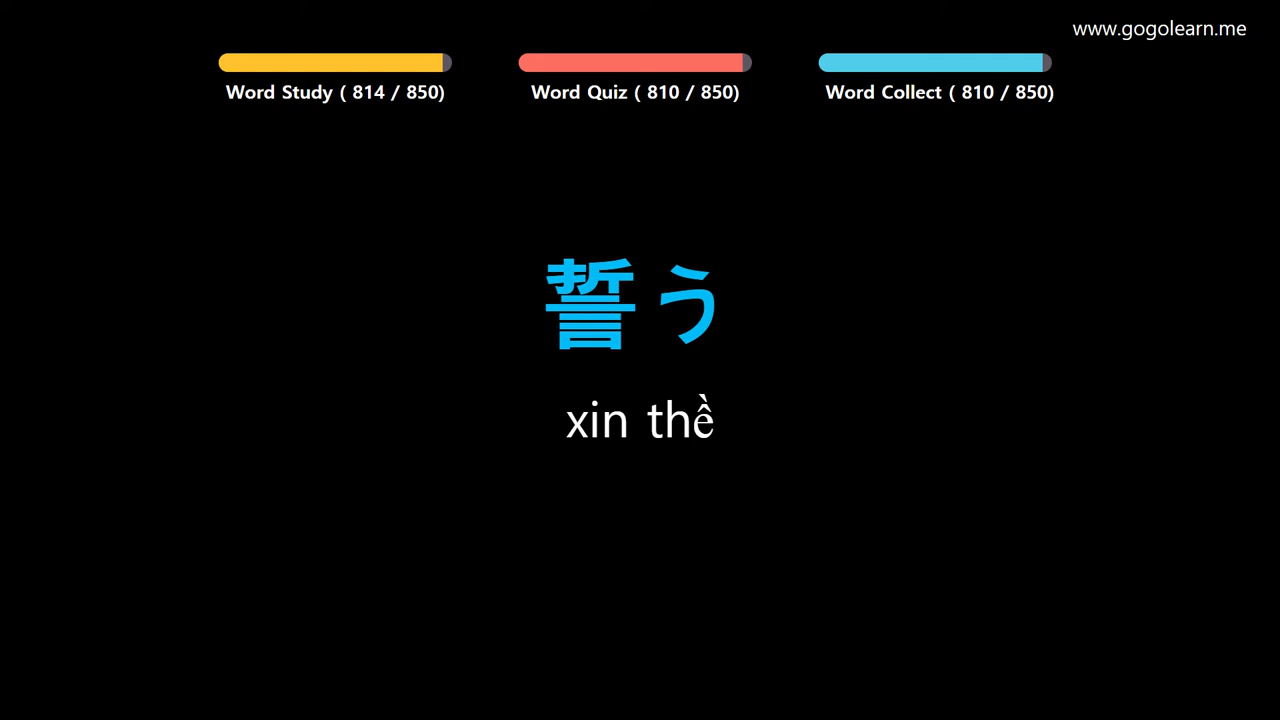 www.gogolearn.me
Word Study ( 814 / 850)
Word Quiz ( 810 / 850)
Word Collect ( 810 / 850)
誓う
xin thề